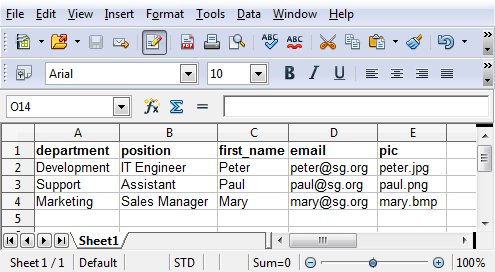 File Edit View Insert Format Tools Data Window Help
ABC ABC
Arial 10 B I U
O14 fx Σ =
A B C D E
1 department position first_name email pic
2 Development IT Engineer Peter peter@sg.org peter.jpg
3 Support Assistant Paul paul@sg.org paul.png
4 Marketing Sales Manager Mary mary@sg.org mary.bmp
5
Sheet1
Sheet 1 / 1 Default STD Sum=0 100%